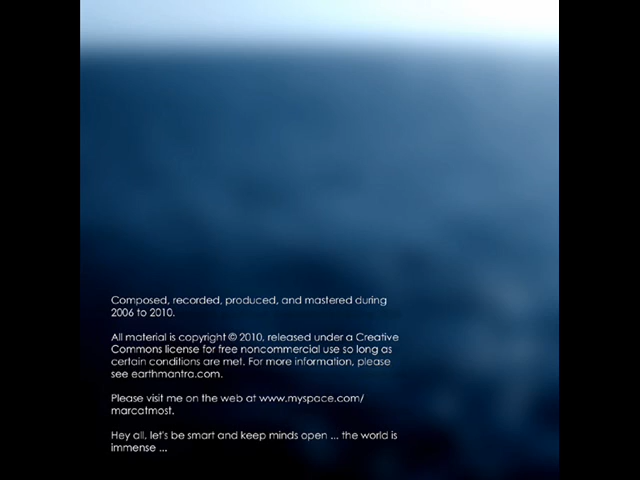 Composed, recorded, produced, and mastered during
2006 to 2010.
All material is copyright © 2010, released under a Creative
Commons license for free noncommercial use so long as
certain conditions are met. For more information, please
see earthmantra.com.
Please visit me on the web at www.myspace.com/
marcatmost.
Hey all, let's be smart and keep minds open ... the world is
immense ...